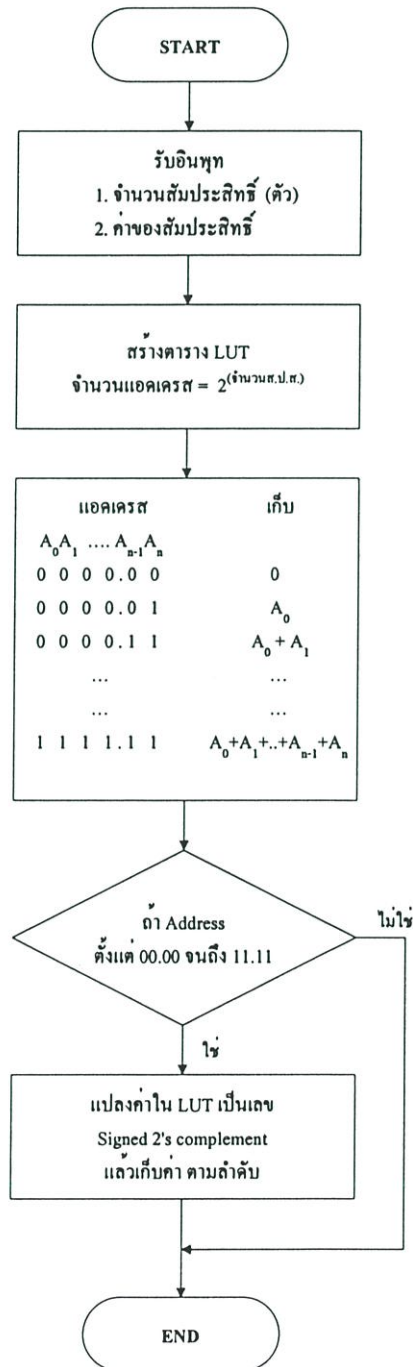 START
รับอินพุท
1. จำนวนสัมประสิทธิ์ (ตัว)
2. ค่าของสัมประสิทธิ์
สร้างตาราง LUT
จำนวนแอดเดรส = 2^(จำนวนส.ป.ส.)
แอดเดรส เก็บ
A₀A₁ .... Aₙ₋₁Aₙ
0 0 0 0.0 0 0
0 0 0 0.0 1 A₀
0 0 0 0.1 1 A₀ + A₁
... ...
... ...
1 1 1 1.1 1 A₀+A₁+..+Aₙ₋₁+Aₙ
ถ้า Address
ตั้งแต่ 00.00 จนถึง 11.11
ไม่ใช่
ใช่
แปลงค่าใน LUT เป็นเลข
Signed 2's complement
แล้วเก็บค่า ตามลำดับ
END